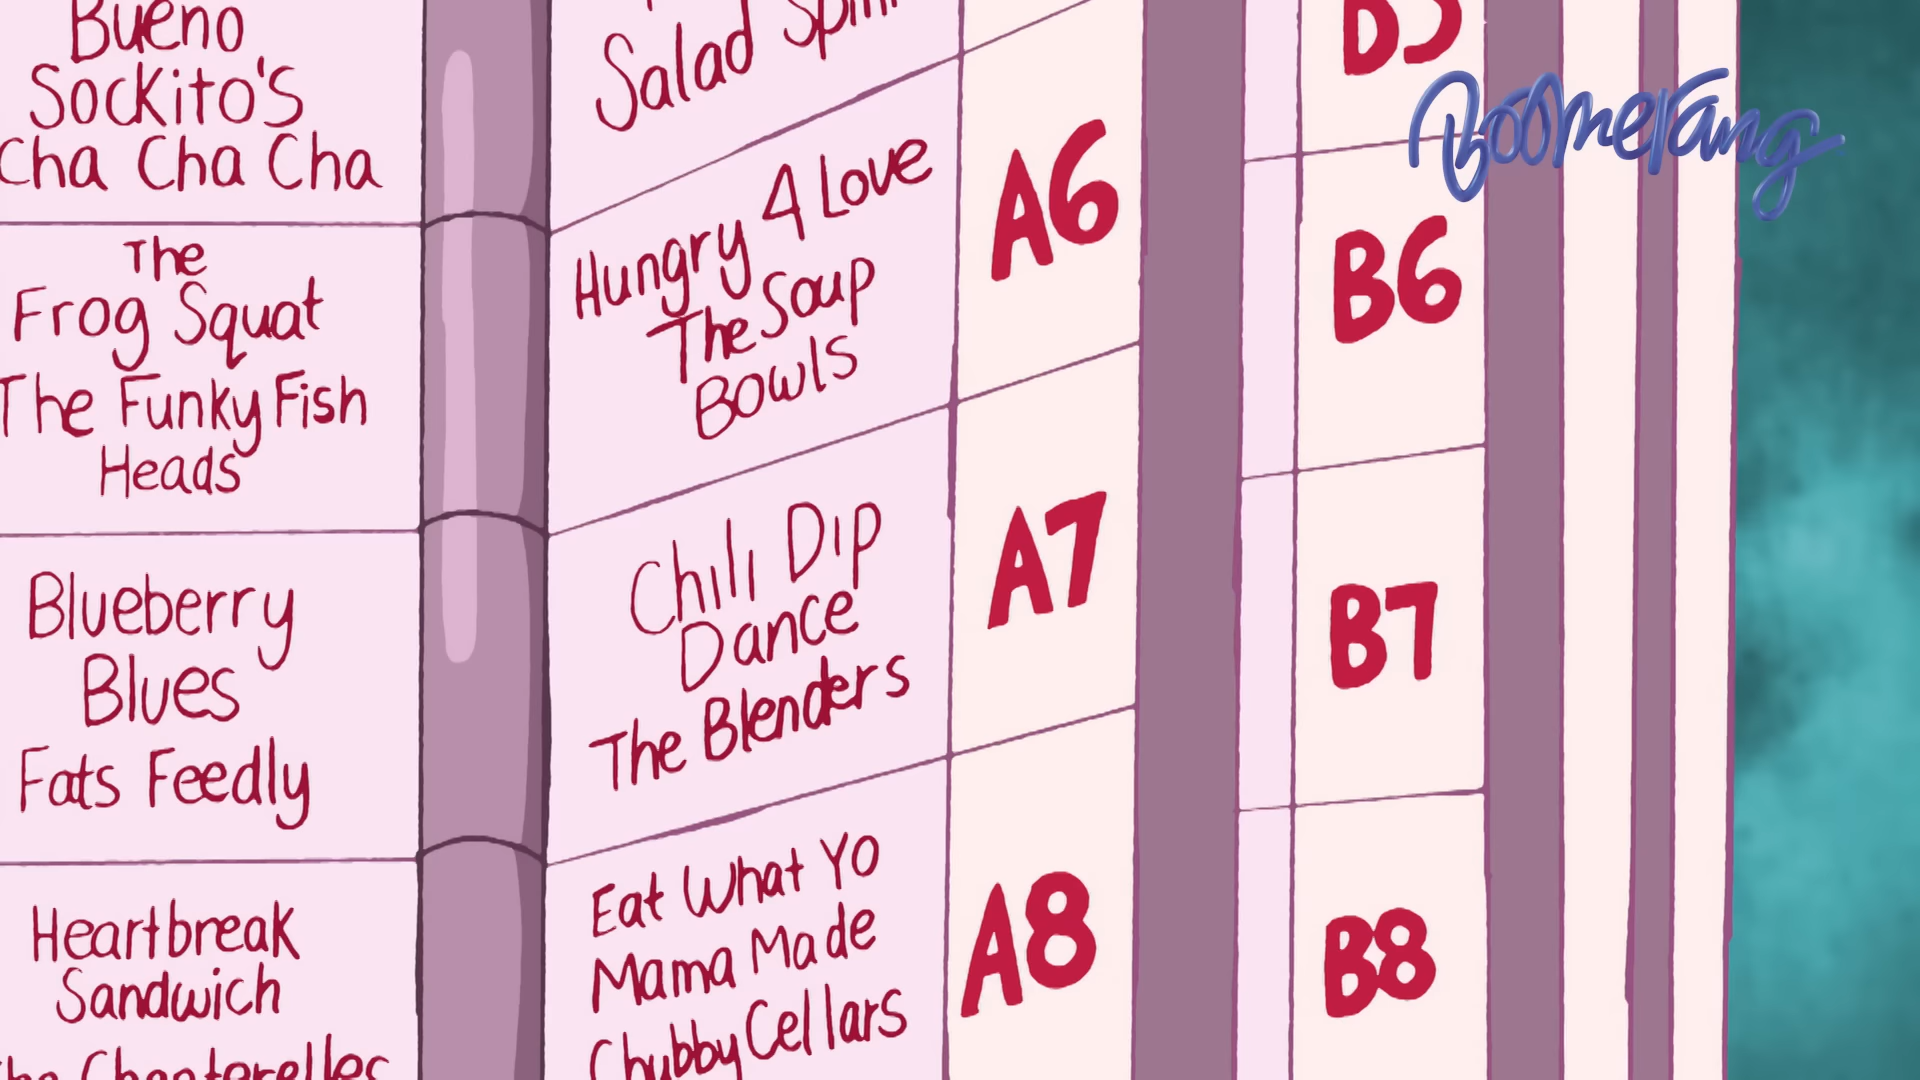 Bueno
Sockito's
Cha Cha Cha
The
Frog Squat
The Funky Fish
Heads
Blueberry
Blues
Fats Feedly
Heartbreak
Sandwich
Chanterelles
Salad
Hungry 4 Love
The Soup
Bowls
A6
Chili Dip
Dance
The Blenders
A7
Eat What Yo
Mama Made
Chubby Cellars
A8
B5
B6
B7
B8
Boomerang